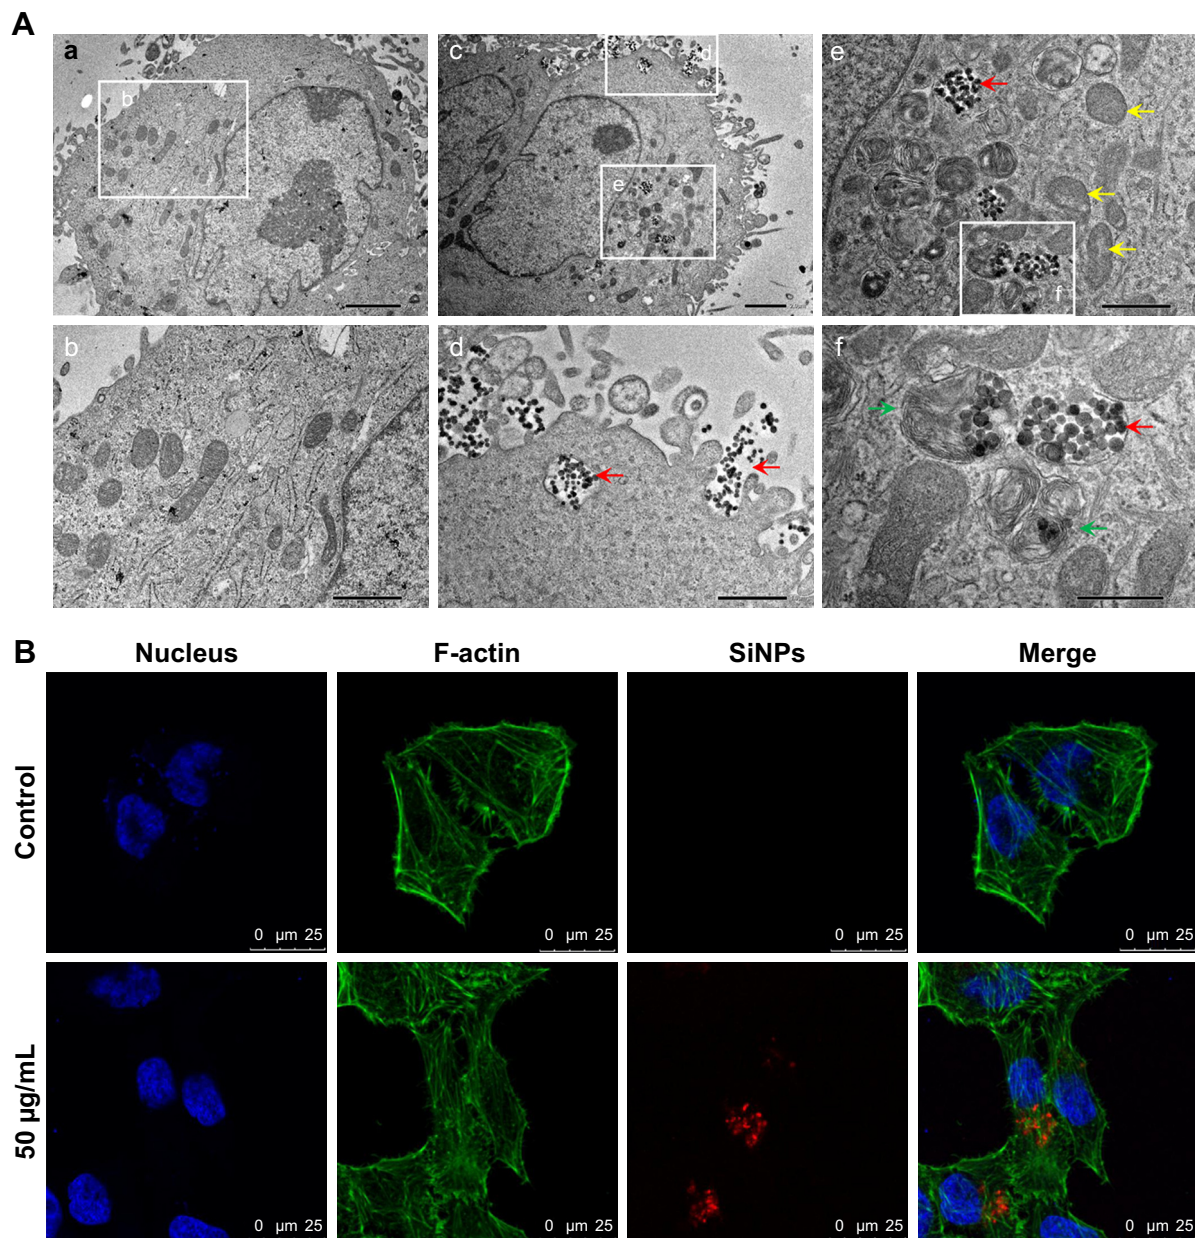 A
a
b
c
d
e
e
f
b
d
f
B
Nucleus
F-actin
SiNPs
Merge
Control
0 µm 25
0 µm 25
0 µm 25
0 µm 25
50 µg/mL
0 µm 25
0 µm 25
0 µm 25
0 µm 25